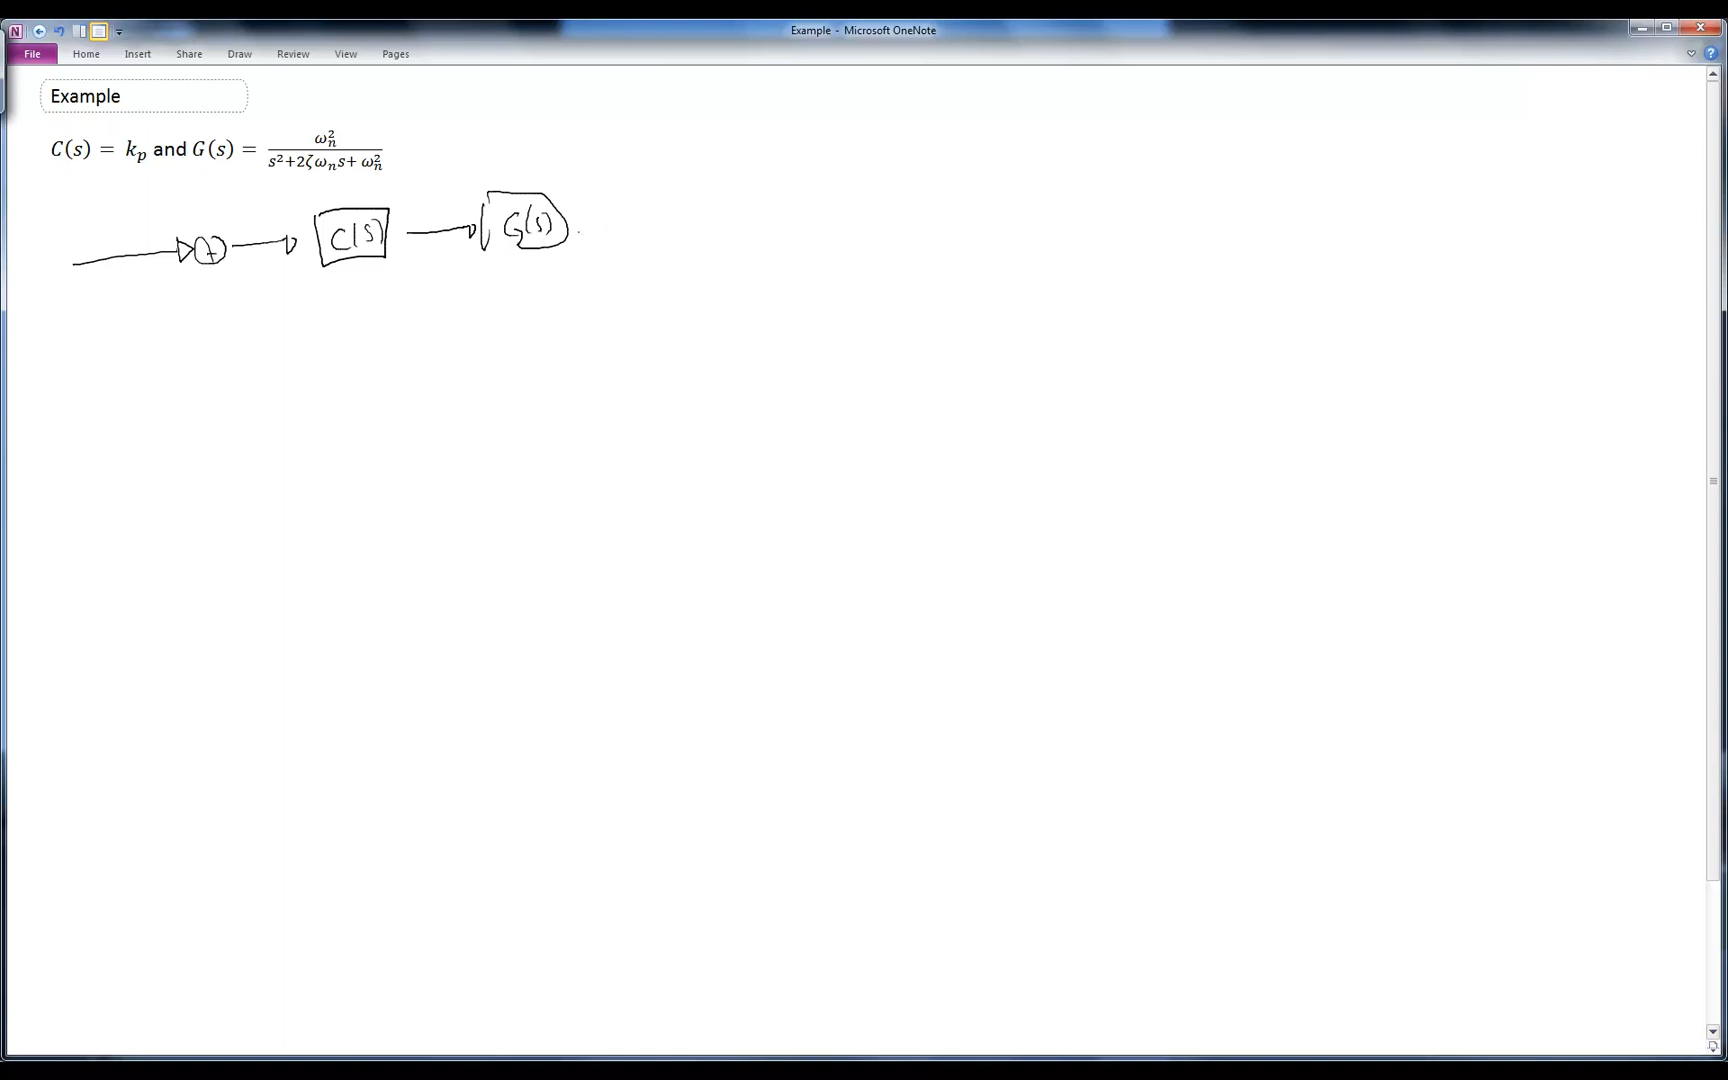 Example - Microsoft OneNote
File Home Insert Share Draw Review View Pages
Example
C(s) = k_p and G(s) = ω_n^2 / (s^2+2ζω_ns+ ω_n^2)
+ C(s) G(s)